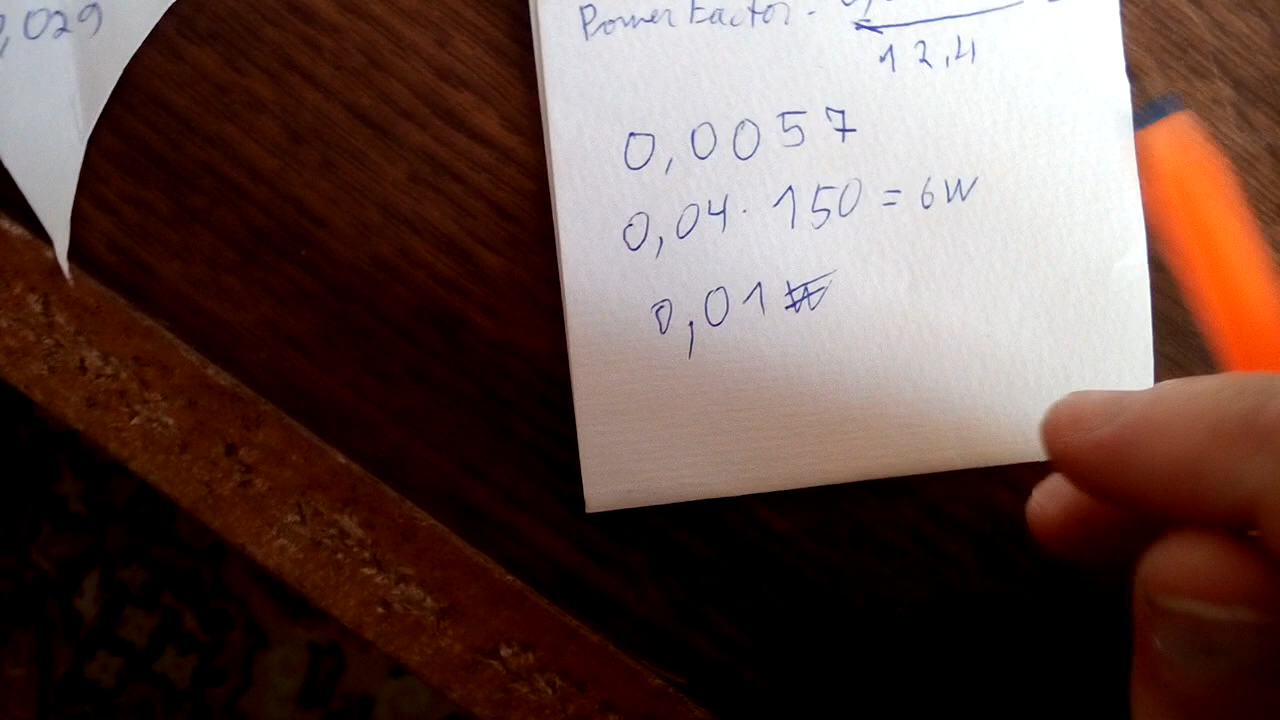 ,029
Power Factor -
12,4
0,0057
0,04 · 150 = 6W
0,01